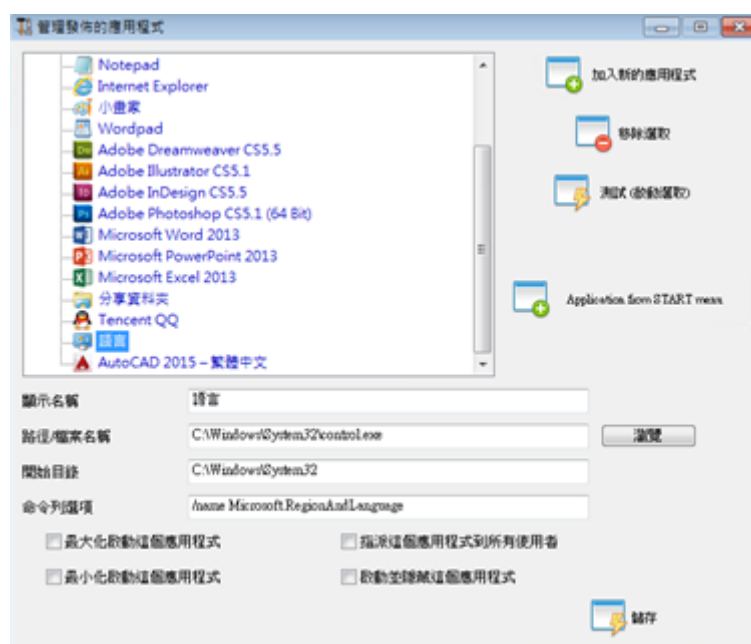 管理發佈的應用程式
Notepad
Internet Explorer
小畫家
Wordpad
Adobe Dreamweaver CS5.5
Adobe Illustrator CS5.1
Adobe InDesign CS5.5
Adobe Photoshop CS5.1 (64 Bit)
Microsoft Word 2013
Microsoft PowerPoint 2013
Microsoft Excel 2013
分享資料夾
Tencent QQ
語言
AutoCAD 2015 – 繁體中文
加入新的應用程式
移除選取
測試 (啟動選取)
Application from START menu
顯示名稱
語言
路徑/檔案名稱
C:\Windows\System32\control.exe
瀏覽
開始目錄
C:\Windows\System32
命令列選項
/name Microsoft.RegionAndLanguage
最大化啟動這個應用程式
指派這個應用程式到所有使用者
最小化啟動這個應用程式
啟動並隱藏這個應用程式
儲存